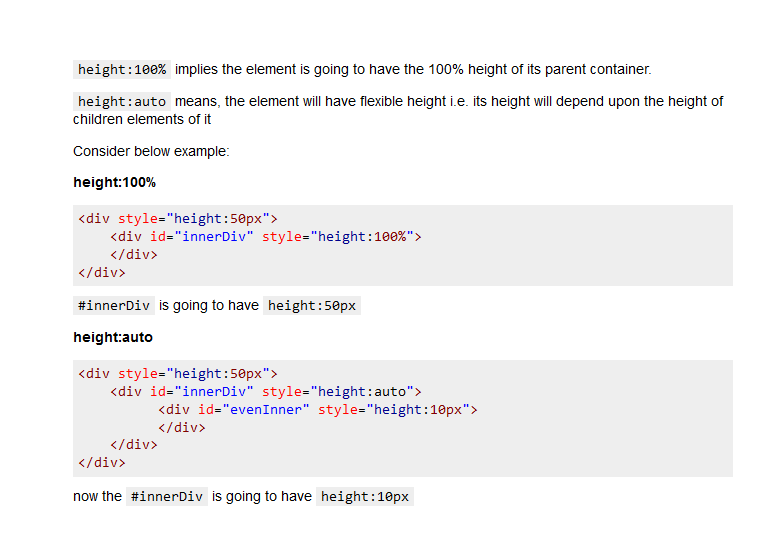 height:100% implies the element is going to have the 100% height of its parent container.
height:auto means, the element will have flexible height i.e. its height will depend upon the height of
children elements of it
Consider below example:
height:100%
<div style="height:50px">
    <div id="innerDiv" style="height:100%">
    </div>
</div>
#innerDiv is going to have height:50px
height:auto
<div style="height:50px">
    <div id="innerDiv" style="height:auto">
          <div id="evenInner" style="height:10px">
          </div>
    </div>
</div>
now the #innerDiv is going to have height:10px